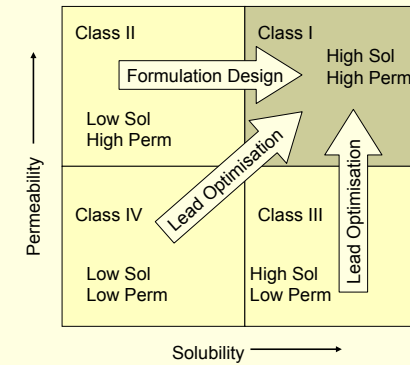 Class II
Class I
High Sol
High Perm
Formulation Design
Low Sol
High Perm
Permeability
Lead Optimisation
Lead Optimisation
Class IV
Class III
Low Sol
Low Perm
High Sol
Low Perm
Solubility